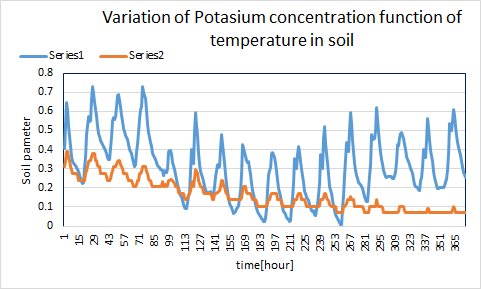 Variation of Potasium concentration function of
temperature in soil
Series1 Series2
0.8
0.7
0.6
0.5
0.4
0.3
0.2
0.1
0
Soil pameter
1 15 29 43 57 71 85 99 113 127 141 155 169 183 197 211 225 239 253 267 281 295 309 323 337 351 365
time[hour]